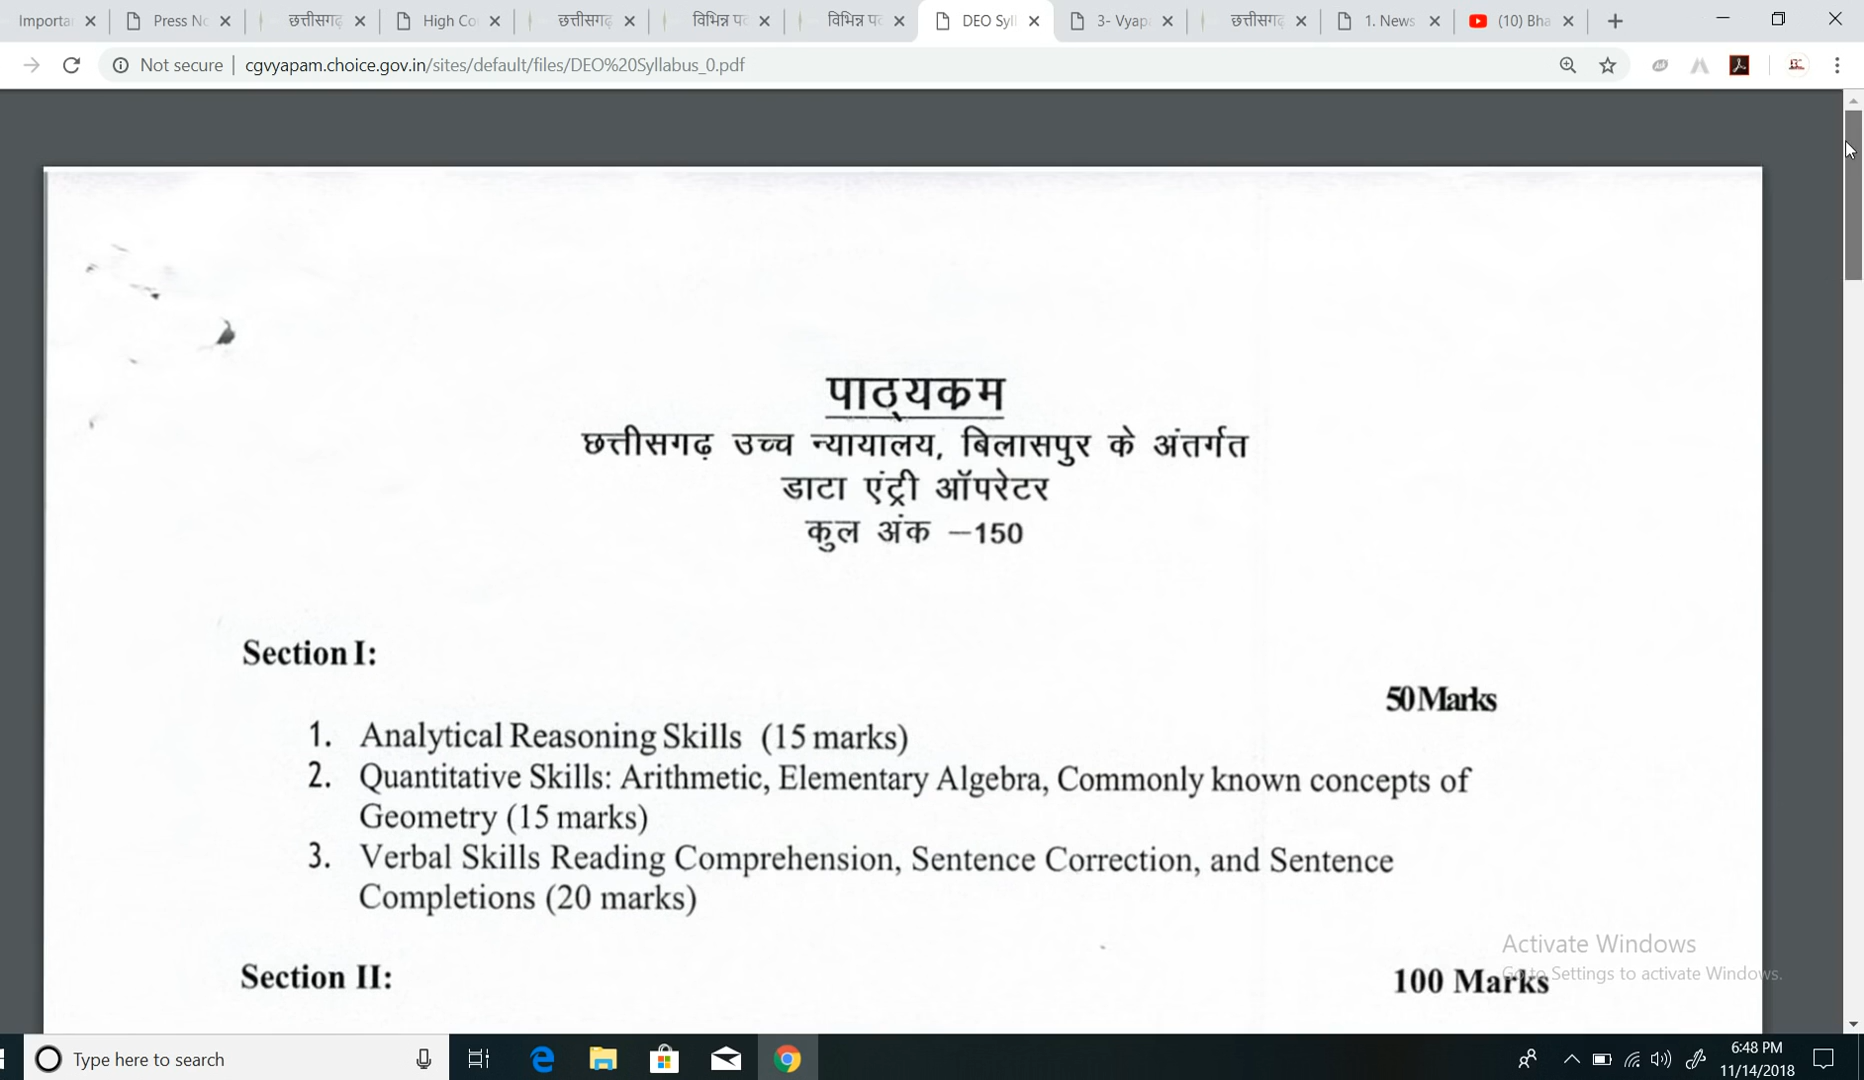 Importa
Press No
छत्तीसगढ़
High Co
छत्तीसगढ़
विभिन्न पद
विभिन्न पद
DEO Syll
3- Vyap
छत्तीसगढ़
1. News
(10) Bha
Not secure
cgvyapam.choice.gov.in/sites/default/files/DEO%20Syllabus_0.pdf
पाठ्यक्रम
छत्तीसगढ़ उच्च न्यायालय, बिलासपुर के अंतर्गत
डाटा एंट्री ऑपरेटर
कुल अंक –150
Section I:
50 Marks
1. Analytical Reasoning Skills (15 marks)
2. Quantitative Skills: Arithmetic, Elementary Algebra, Commonly known concepts of
Geometry (15 marks)
3. Verbal Skills Reading Comprehension, Sentence Correction, and Sentence
Completions (20 marks)
Section II:
100 Marks
Activate Windows
Go to Settings to activate Windows.
Type here to search
6:48 PM
11/14/2018